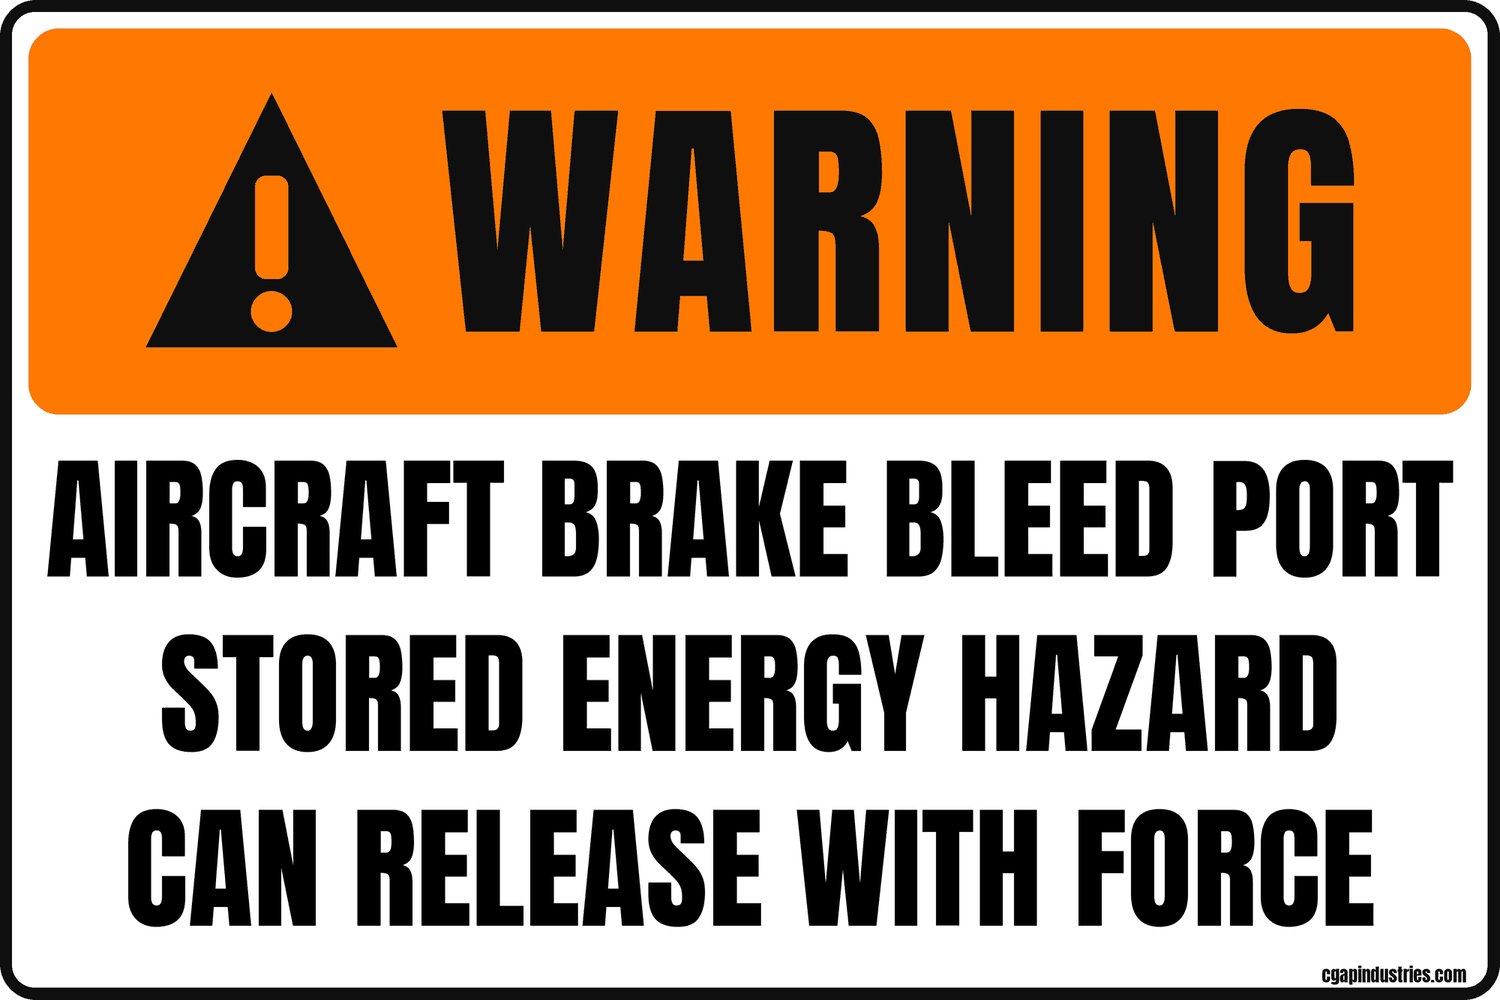 WARNING
AIRCRAFT BRAKE BLEED PORT
STORED ENERGY HAZARD
CAN RELEASE WITH FORCE
cgapindustries.com